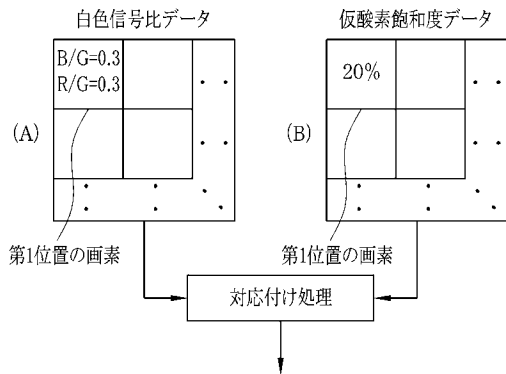 白色信号比データ
仮酸素飽和度データ
B/G=0.3
R/G=0.3
20%
(A)
(B)
第1位置の画素
第1位置の画素
対応付け処理